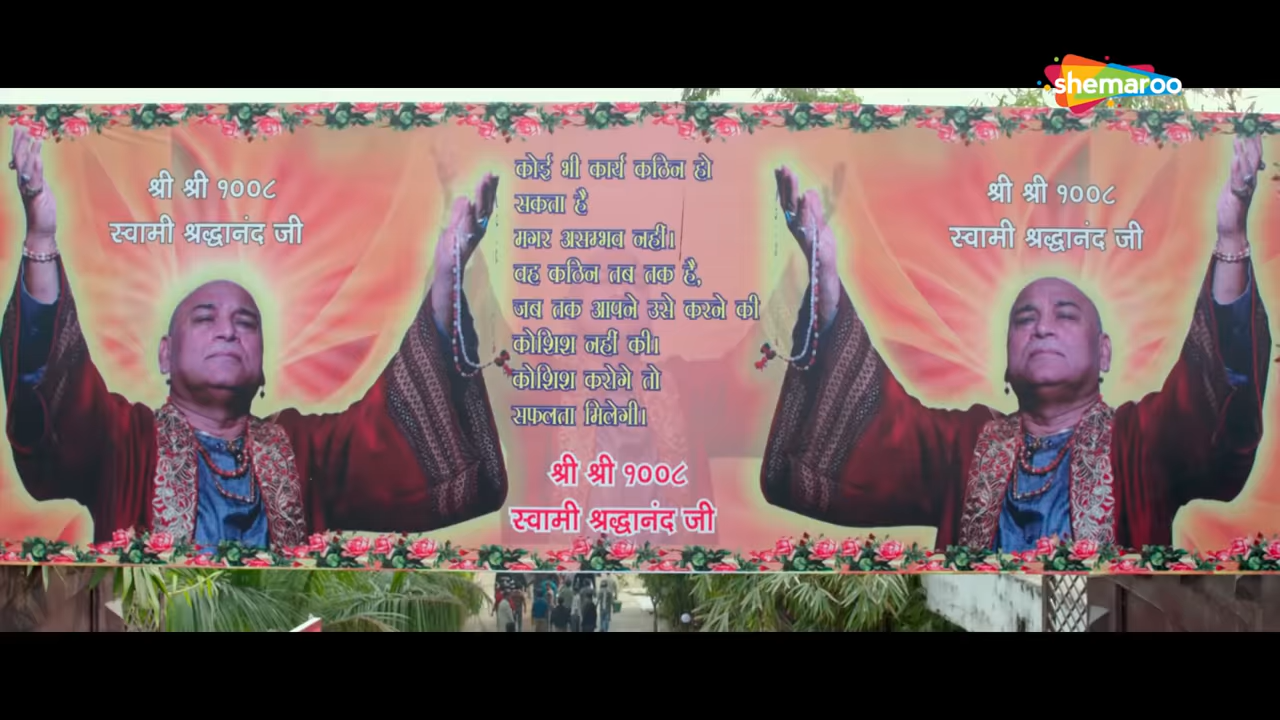 shemaroo
श्री श्री १००८
स्वामी श्रद्धानंद जी
कोई भी कार्य कठिन हो
सकता है
मगर असम्भव नहीं।
वह कठिन तब तक है,
जब तक आपने उसे करने की
कोशिश नहीं की।
कोशिश करोगे तो
सफलता मिलेगी।
श्री श्री १००८
स्वामी श्रद्धानंद जी
श्री श्री १००८
स्वामी श्रद्धानंद जी